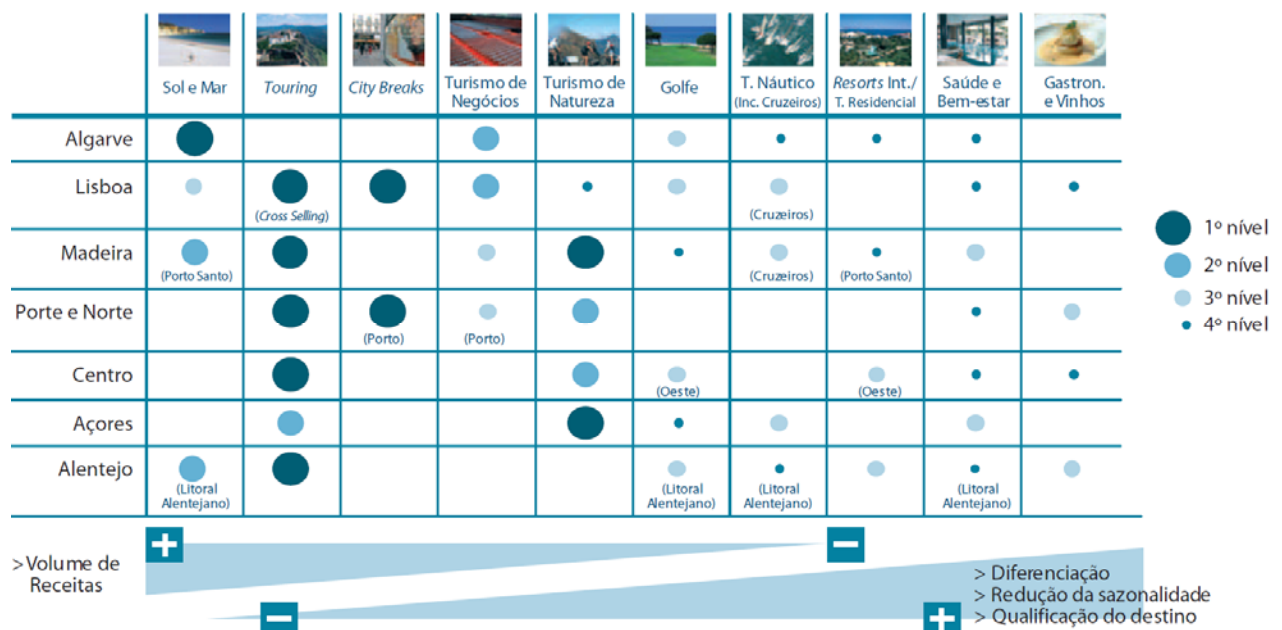 Sol e Mar
Touring
City Breaks
Turismo de
Negócios
Turismo de
Natureza
Golfe
T. Náutico
(Inc. Cruzeiros)
Resorts Int./
T. Residencial
Saúde e
Bem-estar
Gastron.
e Vinhos
Algarve
Lisboa
(Cross Selling)
(Cruzeiros)
Madeira
(Porto Santo)
(Cruzeiros)
(Porto Santo)
Porte e Norte
(Porto)
(Porto)
Centro
(Oeste)
(Oeste)
Açores
Alentejo
(Litoral
Alentejano)
(Litoral
Alentejano)
(Litoral
Alentejano)
(Litoral
Alentejano)
1º nível
2º nível
3º nível
4º nível
+
−
> Volume de
Receitas
−
+
> Diferenciação
> Redução da sazonalidade
> Qualificação do destino